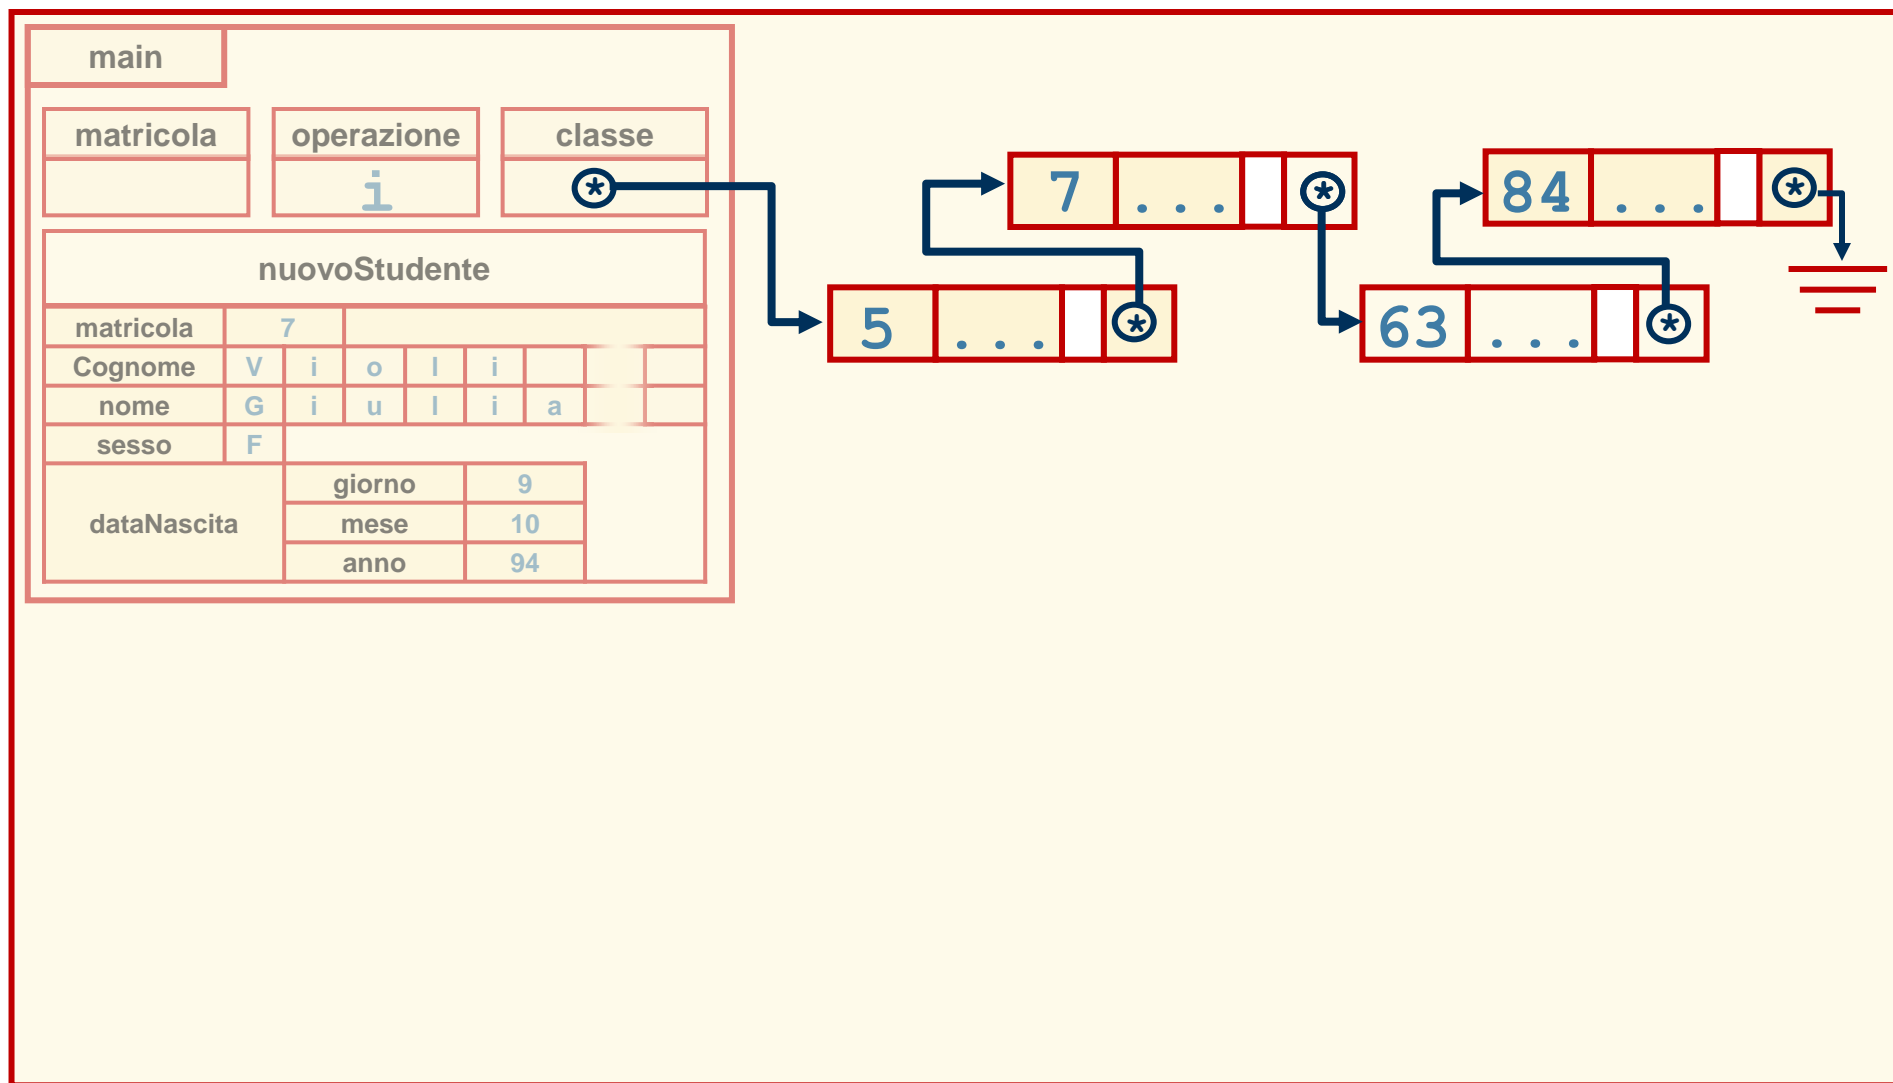 main
matricola operazione classe
i *
nuovoStudente
matricola 7
Cognome V i o l i
nome G i u l i a
sesso F
dataNascita
giorno 9
mese 10
anno 94
7 . . . *
84 . . . *
5 . . . *
63 . . . *